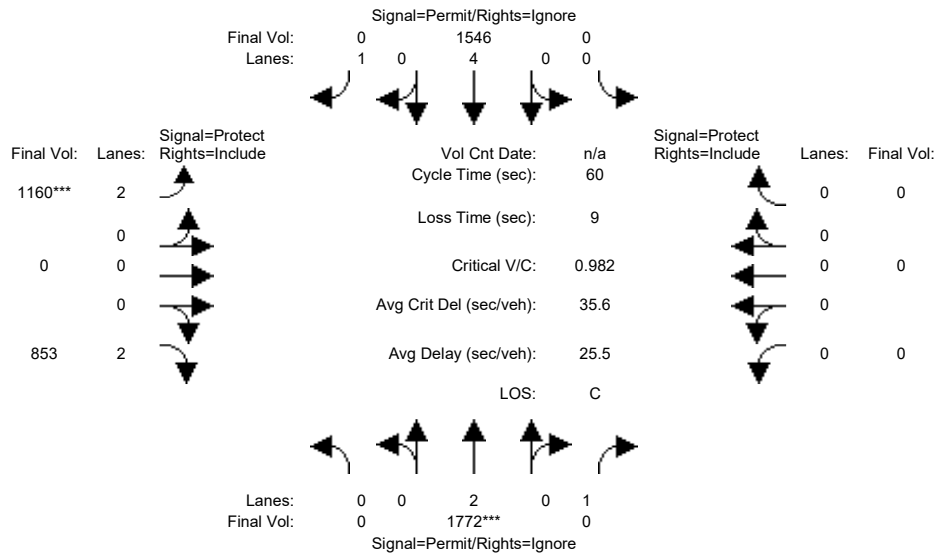 Signal=Permit/Rights=Ignore
Final Vol: 0 1546 0
Lanes: 1 0 4 0 0
Signal=Protect
Final Vol: Lanes: Rights=Include
Vol Cnt Date: n/a
Signal=Protect
Rights=Include Lanes: Final Vol:
Cycle Time (sec): 60
1160*** 2 0 0
Loss Time (sec): 9
0 0
0 0 Critical V/C: 0.982 0 0
0 Avg Crit Del (sec/veh): 35.6 0
853 2 Avg Delay (sec/veh): 25.5 0 0
LOS: C
Lanes: 0 0 2 0 1
Final Vol: 0 1772*** 0
Signal=Permit/Rights=Ignore